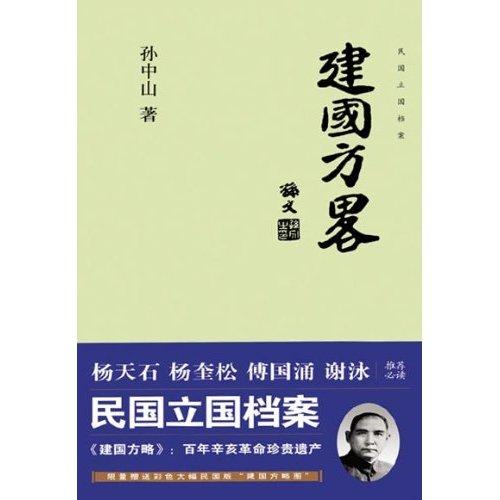 民国立国档案
建國方畧
孫文
孙中山 著
杨天石 杨奎松 傅国涌 谢泳 推荐必读
民国立国档案
《建国方略》：百年辛亥革命珍贵遗产
限量赠送彩色大幅民国版“建国方略图”